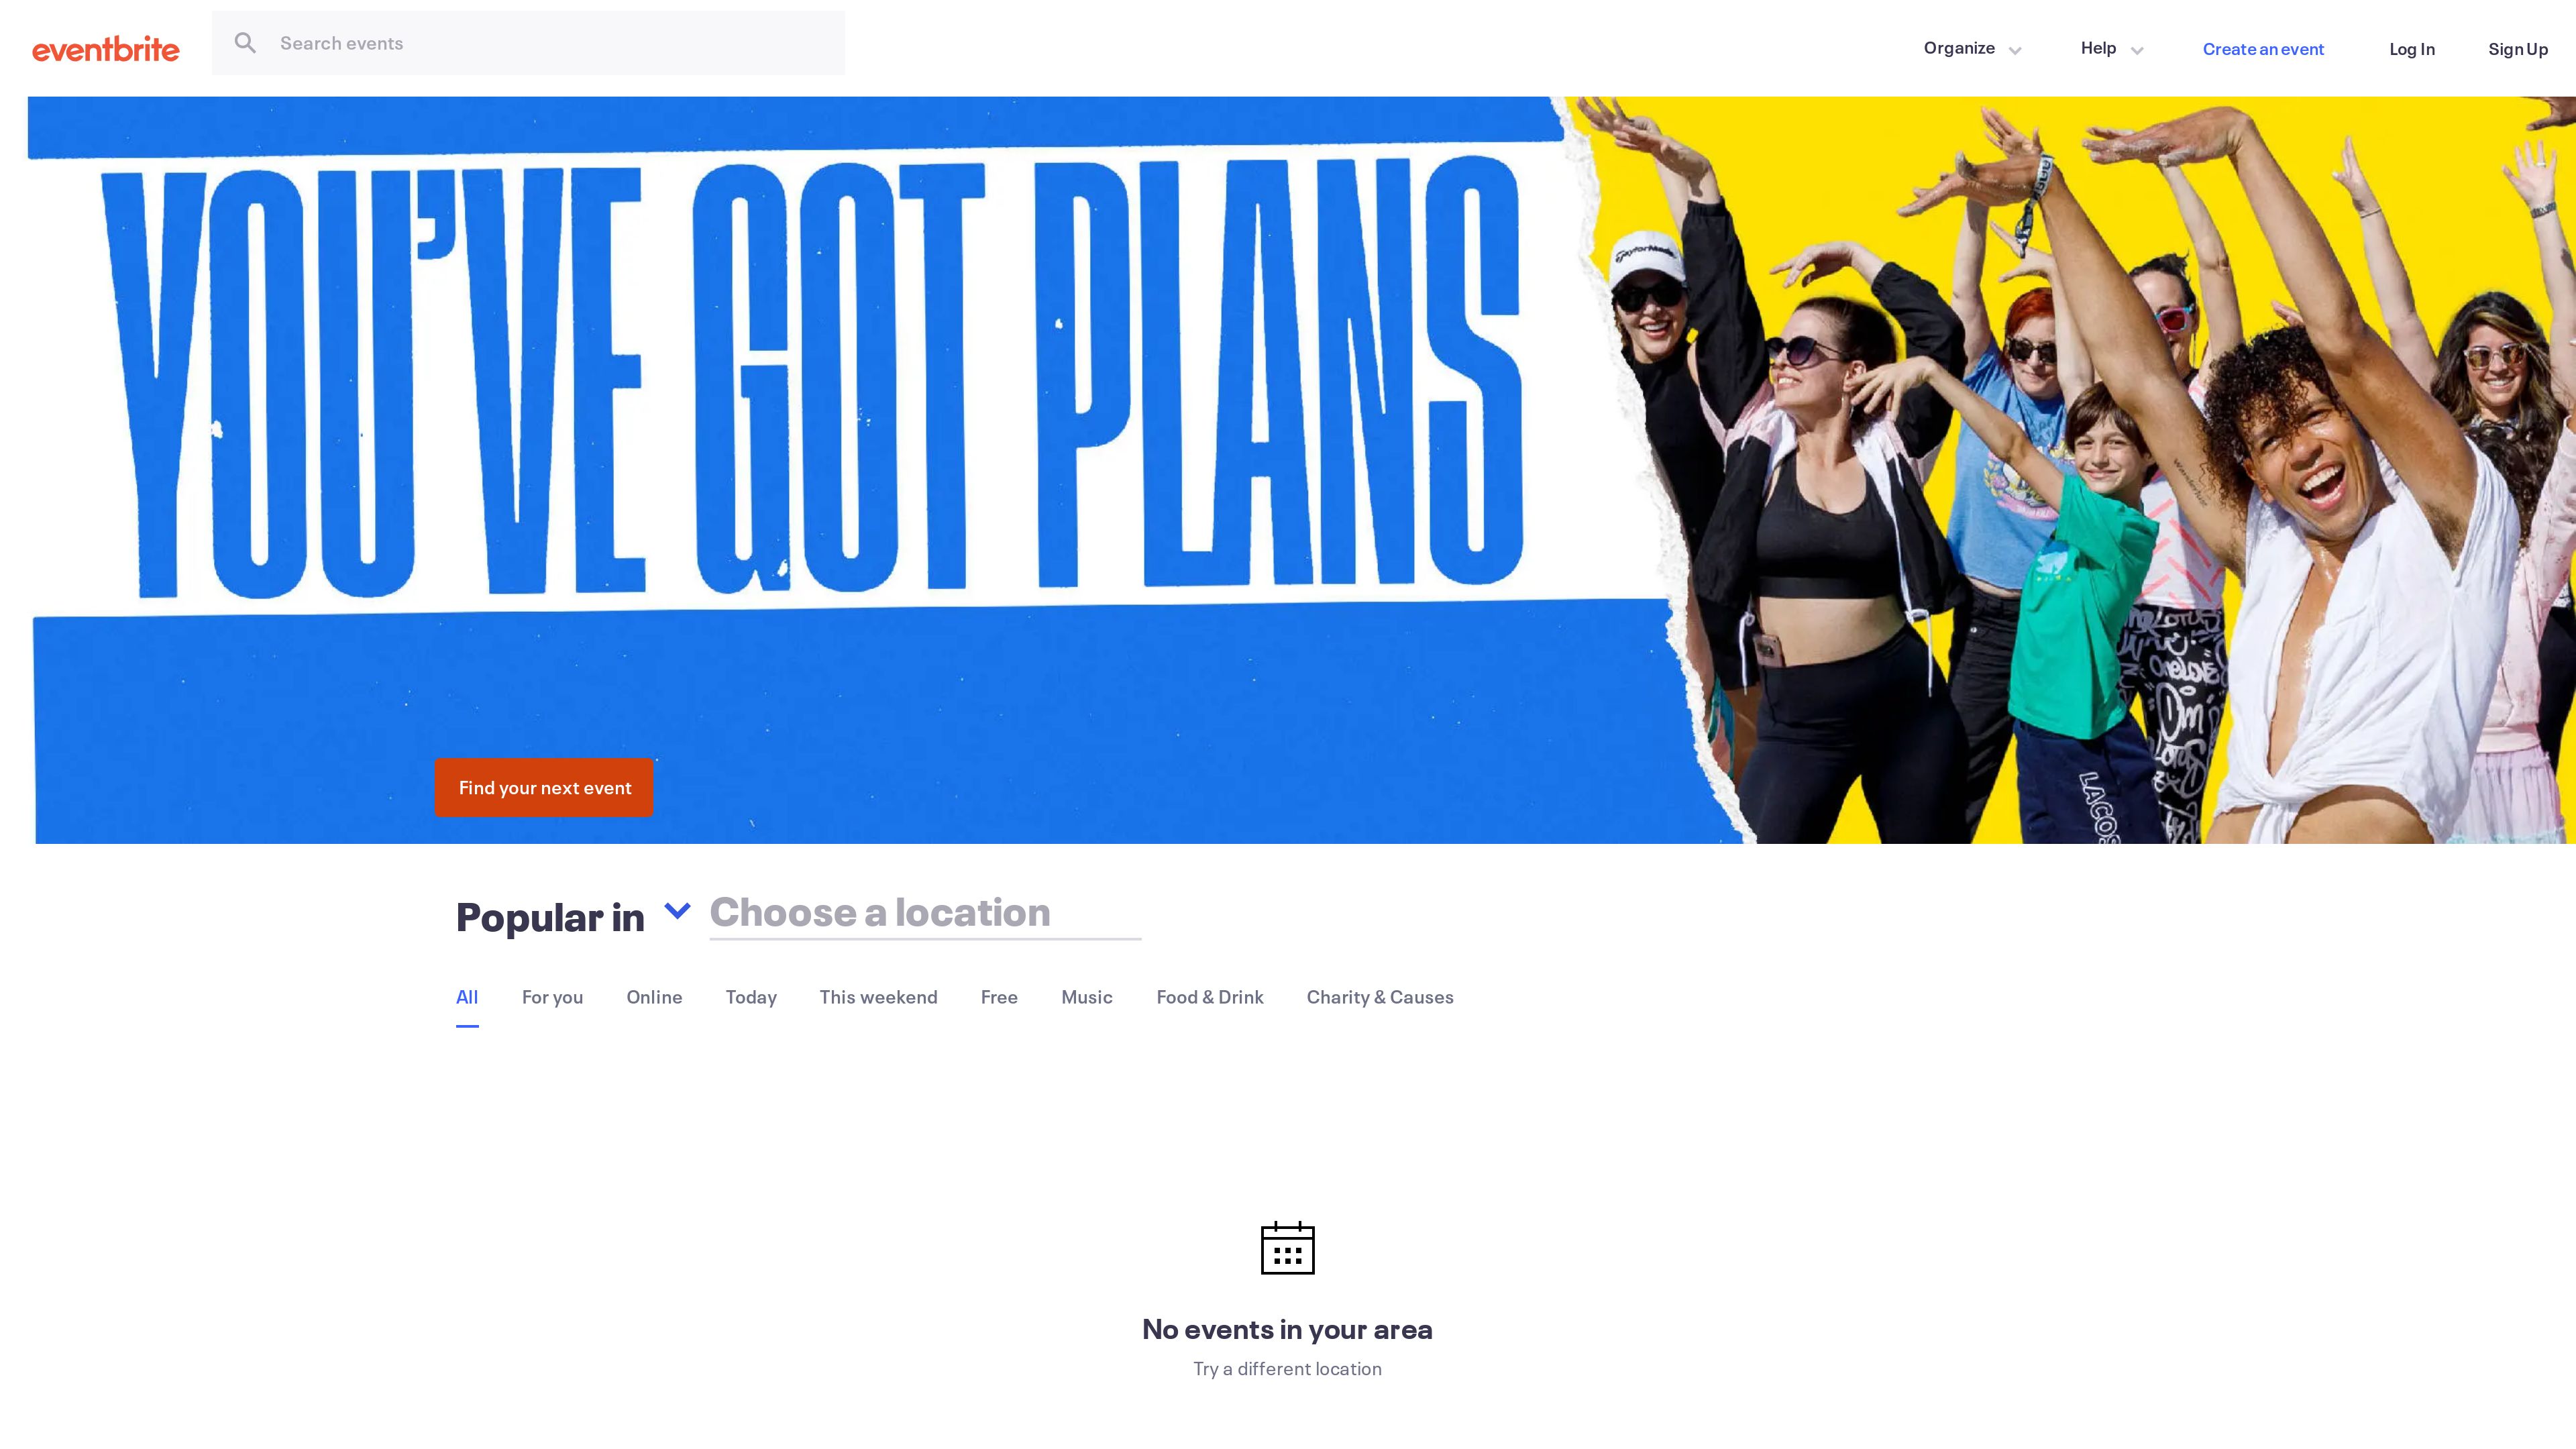 eventbrite
Search events
Organize
Help
Create an event
Log In
Sign Up
YOU'VE GOT PLANS
TaylorMade
LACOS
Find your next event
Popular in
Choose a location
All
For you
Online
Today
This weekend
Free
Music
Food & Drink
Charity & Causes
No events in your area
Try a different location